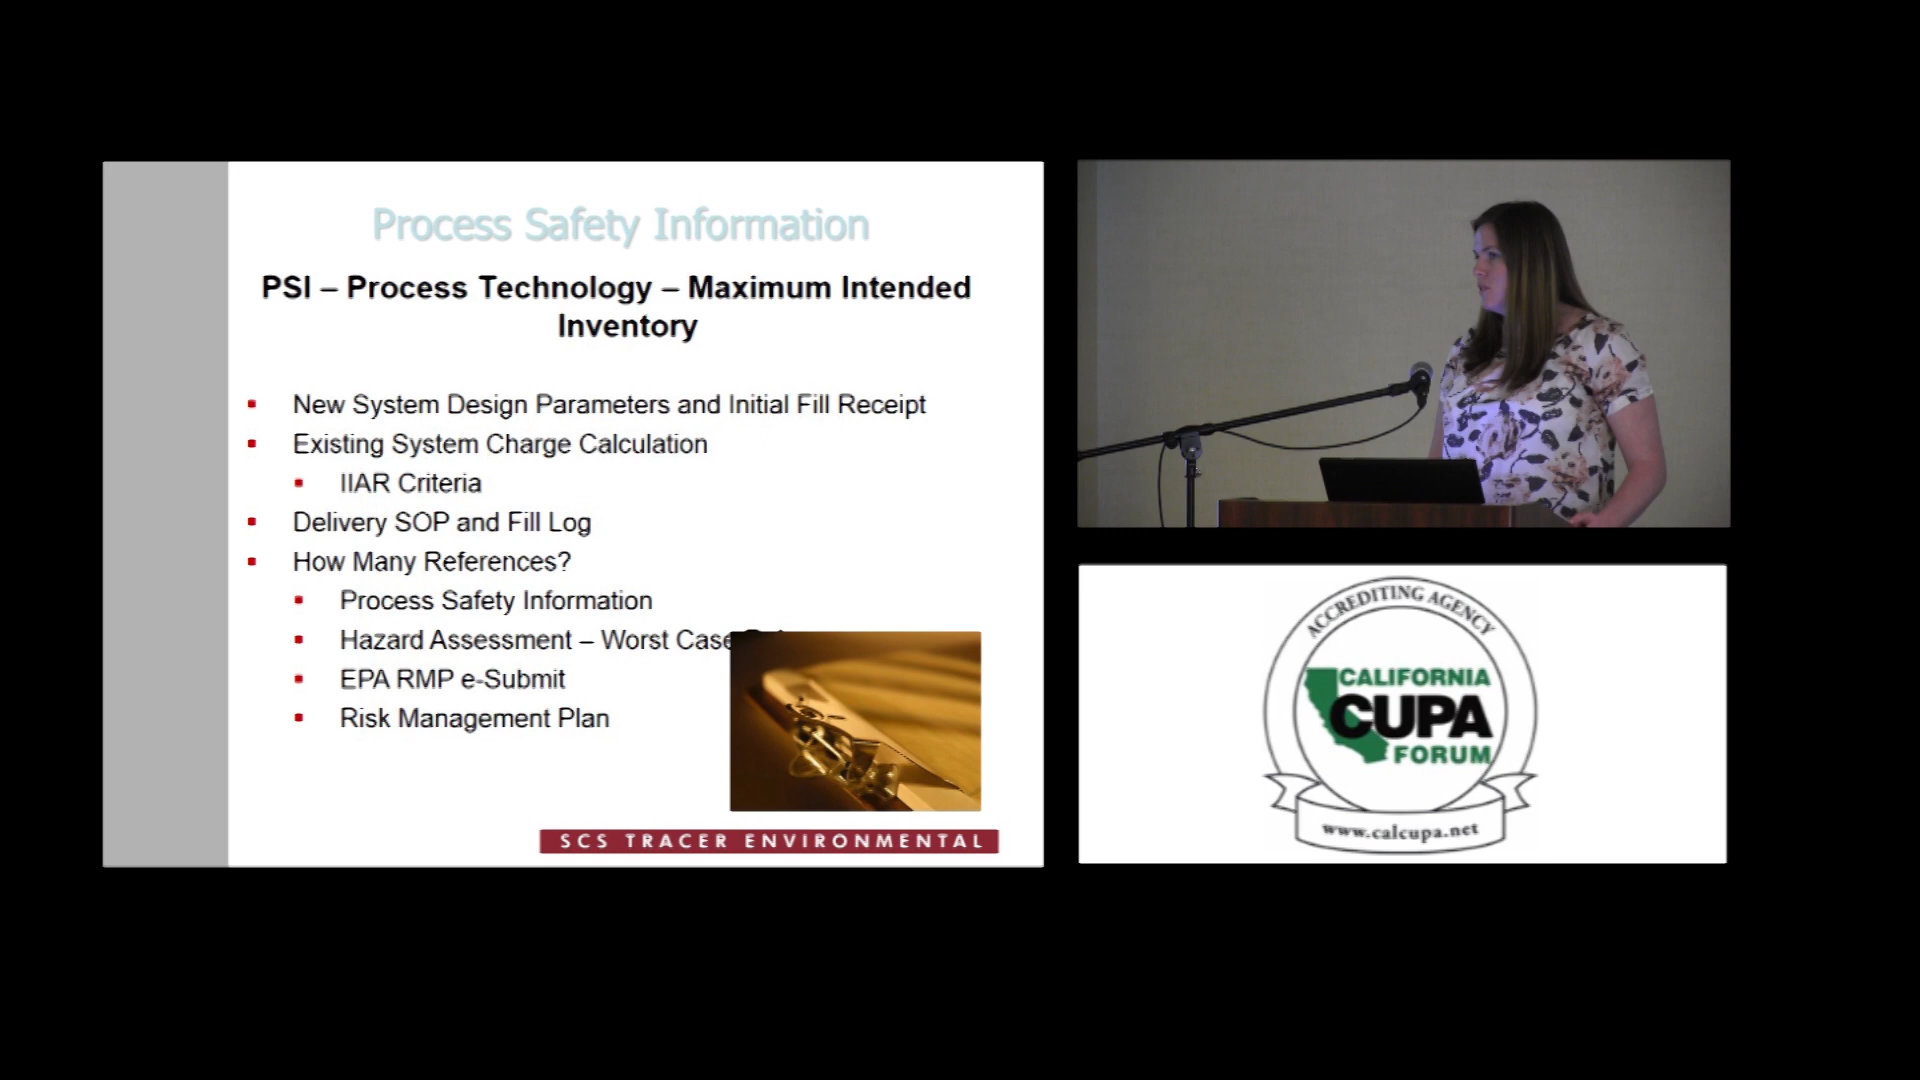 Process Safety Information
PSI – Process Technology – Maximum Intended
Inventory
New System Design Parameters and Initial Fill Receipt
Existing System Charge Calculation
IIAR Criteria
Delivery SOP and Fill Log
How Many References?
Process Safety Information
Hazard Assessment – Worst Case
EPA RMP e-Submit
Risk Management Plan
SCS TRACER ENVIRONMENTAL
ACCREDITING AGENCY
CALIFORNIA
CUPA
FORUM
www.calcupa.net